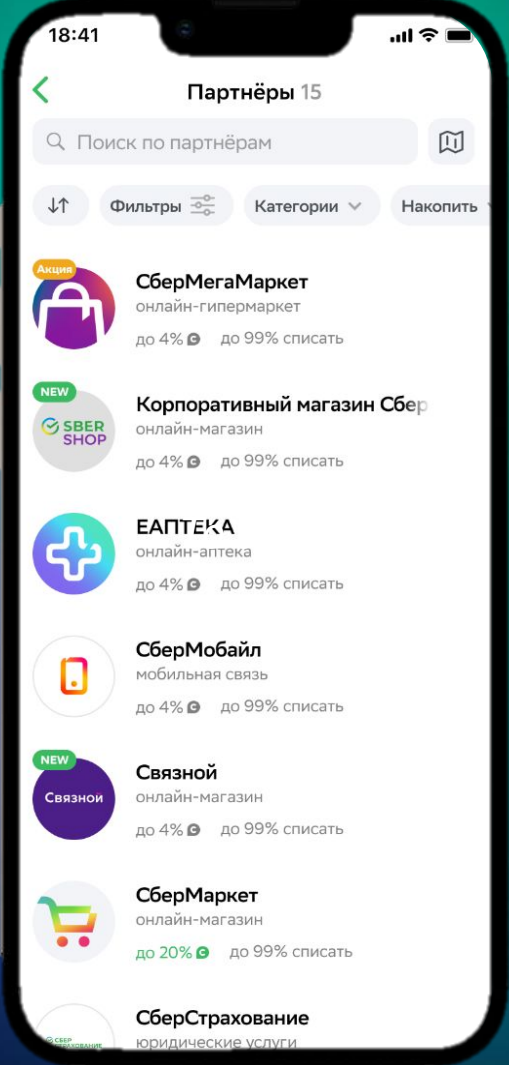 18:41
Партнёры 15
Поиск по партнёрам
Фильтры
Категории
Накопить
Акция
СберМегаМаркет
онлайн-гипермаркет
до 4% до 99% списать
NEW
SBER
SHOP
Корпоративный магазин Сбер
онлайн-магазин
до 4% до 99% списать
ЕАПТЕКА
онлайн-аптека
до 4% до 99% списать
СберМобайл
мобильная связь
до 4% до 99% списать
NEW
Связной
Связной
онлайн-магазин
до 4% до 99% списать
СберМаркет
онлайн-магазин
до 20% до 99% списать
СБЕР
СТРАХОВАНИЕ
СберСтрахование
юридические услуги